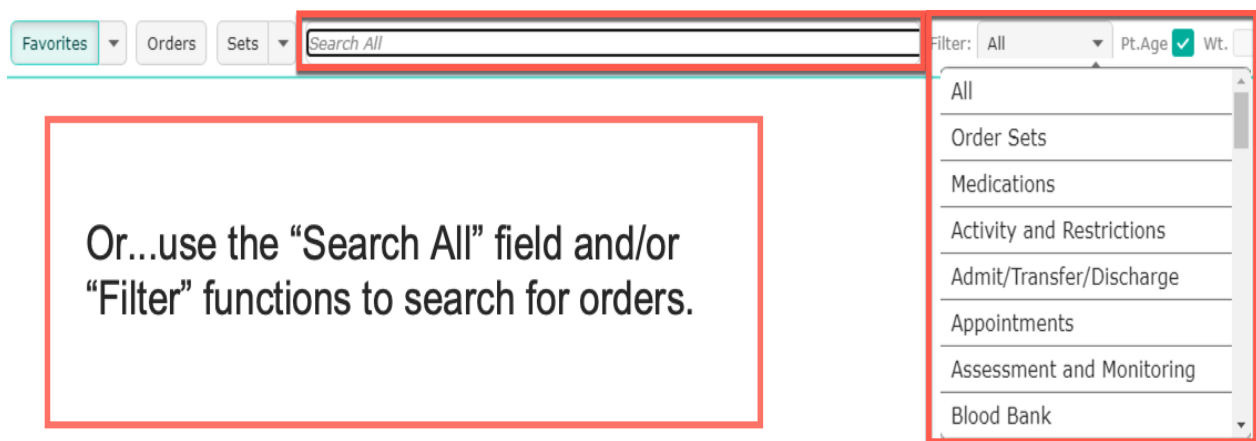 Favorites Orders Sets Search All Filter: All Pt.Age Wt.
All
Order Sets
Medications
Activity and Restrictions
Admit/Transfer/Discharge
Appointments
Assessment and Monitoring
Blood Bank
Or...use the “Search All” field and/or
“Filter” functions to search for orders.